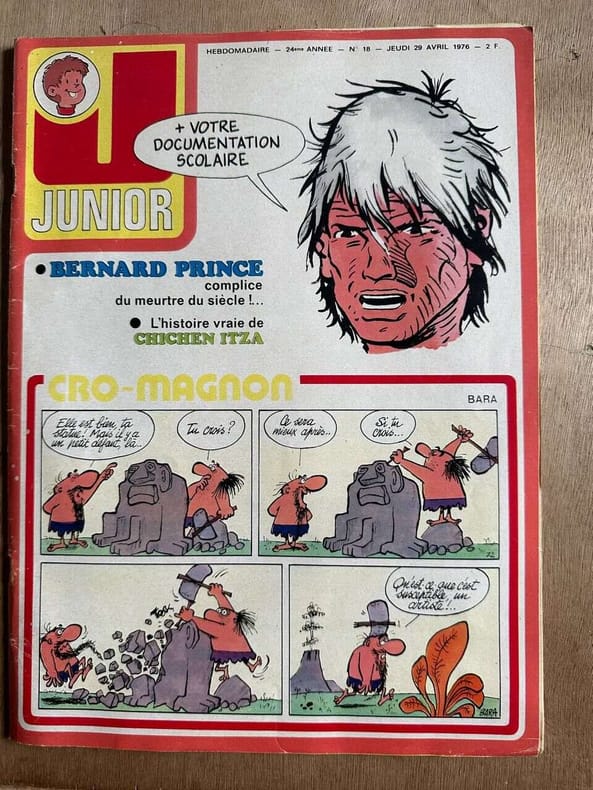 HEBDOMADAIRE – 24ème ANNEE – N° 18 – JEUDI 29 AVRIL 1976 – 2 F.
J
JUNIOR
+ VOTRE
DOCUMENTATION
SCOLAIRE
• BERNARD PRINCE
complice
du meurtre du siècle !...
• L'histoire vraie de
CHICHEN ITZA
CRO-MAGNON
BARA
Elle est bien, ta
statue! Mais il y a
un petit défaut, là...
Tu crois?
Ce sera
mieux après..
Si tu
crois...
72
Qu'est-ce que c'est
susceptible, un
artiste!..
BARA